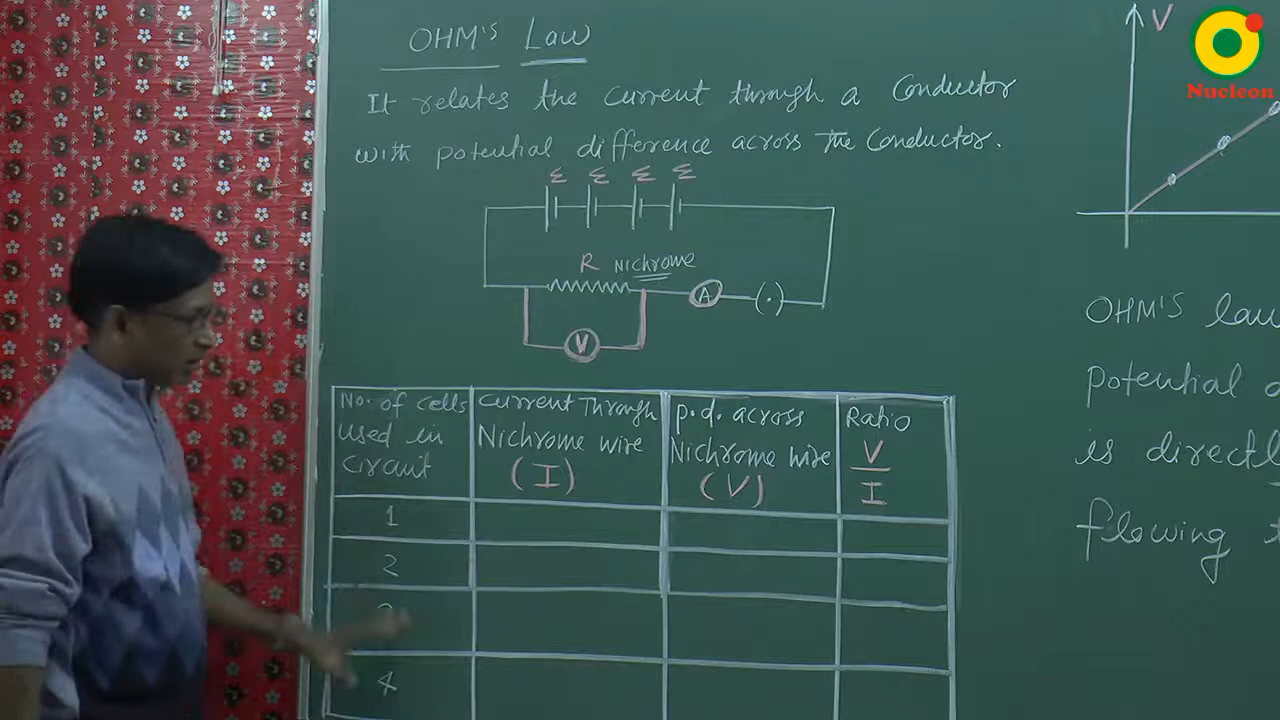 OHM'S Law
It relates the current through a Conductor
with potential difference across the Conductor.
Ɛ Ɛ Ɛ Ɛ
R Nichrome
A
(.)
V
No. of cells
used in
circuit
Current Through
Nichrome wire
(I)
p.d. across
Nichrome wire
(V)
Ratio
V
I
1
2
4
V
Nucleon
OHM'S law
potential
is directl
flowing